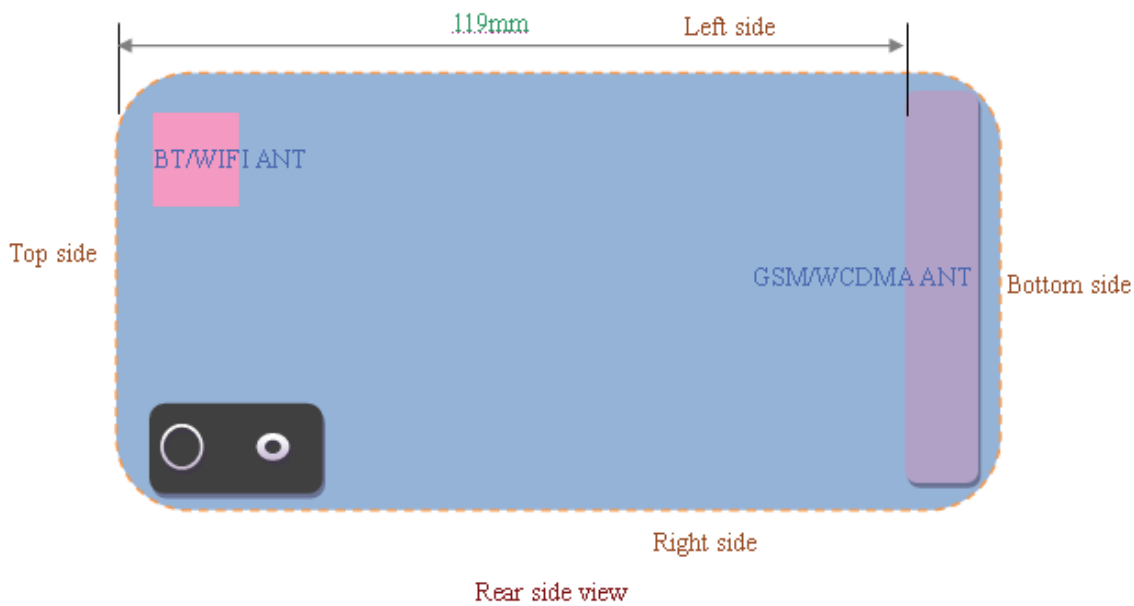 119mm
Left side
BT/WIFI ANT
Top side
GSM/WCDMA ANT
Bottom side
Right side
Rear side view